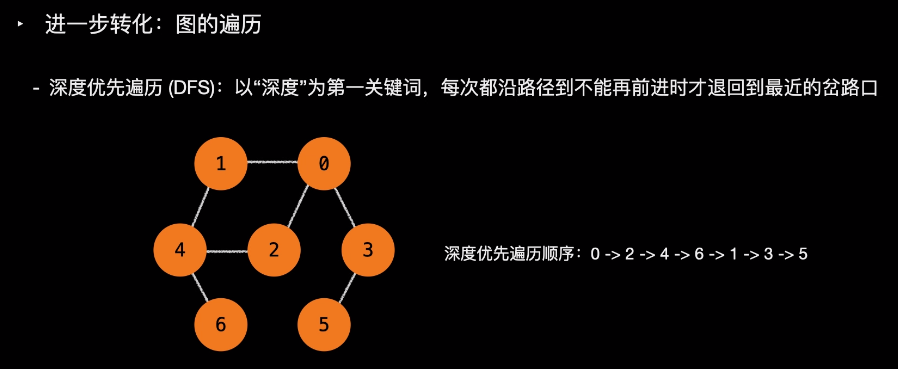 ‣ 进一步转化：图的遍历
- 深度优先遍历 (DFS)：以“深度”为第一关键词，每次都沿路径到不能再前进时才退回到最近的岔路口
1 0
4 2 3
深度优先遍历顺序：0 -> 2 -> 4 -> 6 -> 1 -> 3 -> 5
6 5